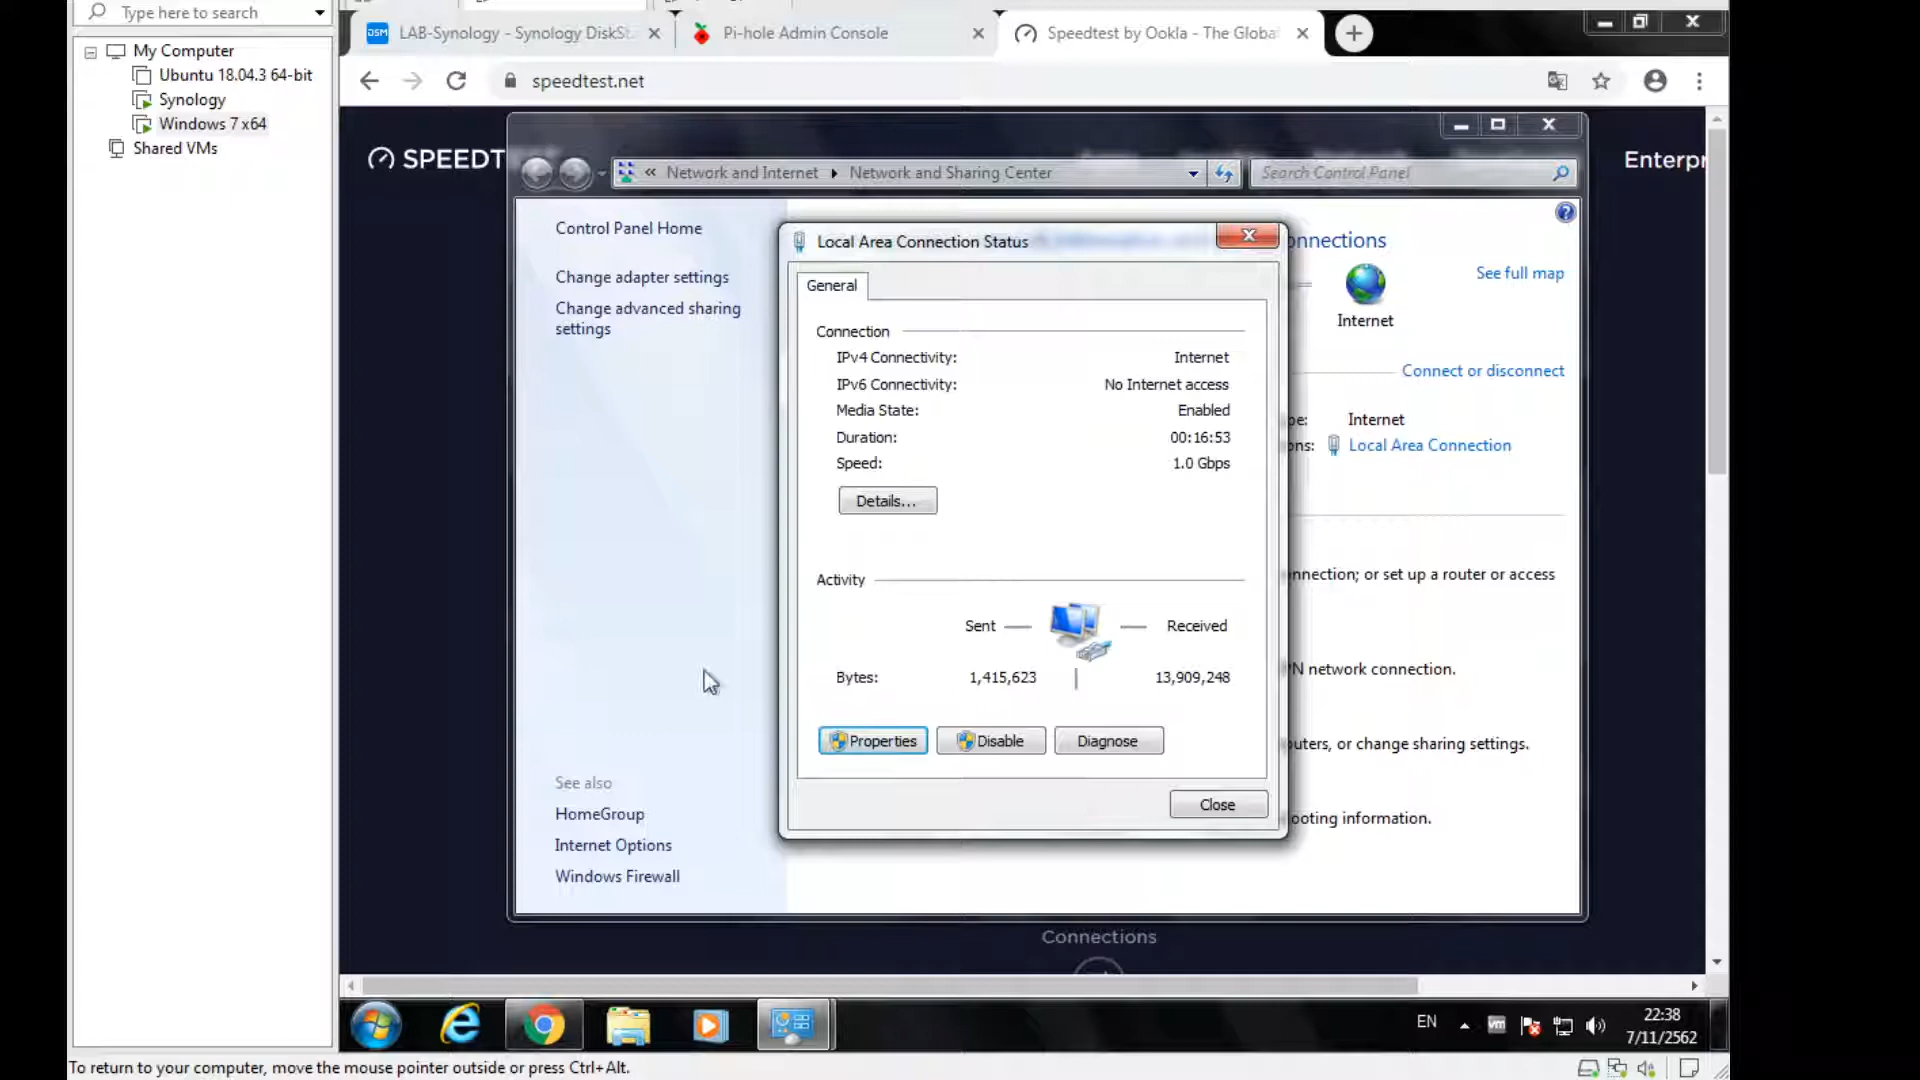 Type here to search
My Computer
Ubuntu 18.04.3 64-bit
Synology
Windows 7 x64
Shared VMs
DSM LAB-Synology - Synology DiskSt
Pi-hole Admin Console
Speedtest by Ookla - The Global
speedtest.net
SPEEDT
Enterpr
« Network and Internet ▸ Network and Sharing Center
Search Control Panel
Control Panel Home
Change adapter settings
Change advanced sharing
settings
See also
HomeGroup
Internet Options
Windows Firewall
onnections
See full map
Internet
Connect or disconnect
pe: Internet
ons: Local Area Connection
nnection; or set up a router or access
N network connection.
uters, or change sharing settings.
ooting information.
Local Area Connection Status
General
Connection
IPv4 Connectivity: Internet
IPv6 Connectivity: No Internet access
Media State: Enabled
Duration: 00:16:53
Speed: 1.0 Gbps
Details...
Activity
Sent
Received
Bytes: 1,415,623 13,909,248
Properties
Disable
Diagnose
Close
Connections
EN
22:38
7/11/2562
To return to your computer, move the mouse pointer outside or press Ctrl+Alt.